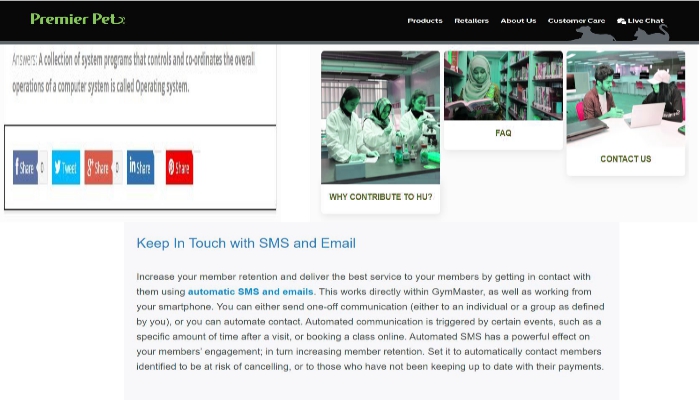 Premier Pet
Products Retailers About Us Customer Care Live Chat
Answers: A collection of system programs that controls and co-ordinates the overall
operations of a computer system is called Operating system.
Share 0 Tweet Share 0 Share Share
WHY CONTRIBUTE TO HU?
FAQ
CONTACT US
Keep In Touch with SMS and Email
Increase your member retention and deliver the best service to your members by getting in contact with
them using automatic SMS and emails. This works directly within GymMaster, as well as working from
your smartphone. You can either send one-off communication (either to an individual or a group as defined
by you), or you can automate contact. Automated communication is triggered by certain events, such as a
specific amount of time after a visit, or booking a class online. Automated SMS has a powerful effect on
your members' engagement; in turn increasing member retention. Set it to automatically contact members
identified to be at risk of cancelling, or to those who have not been keeping up to date with their payments.